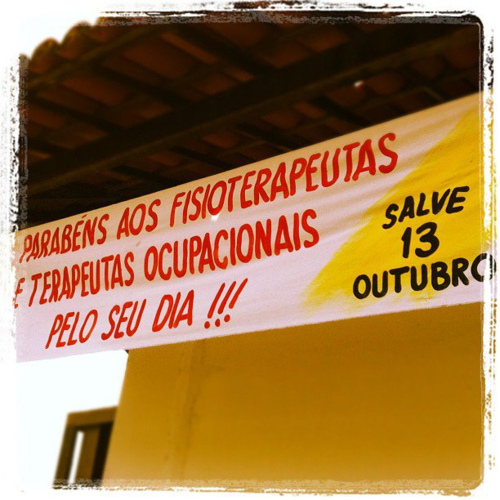 PARABÉNS AOS FISIOTERAPEUTAS
E TERAPEUTAS OCUPACIONAIS
PELO SEU DIA !!!
SALVE
13
OUTUBRO